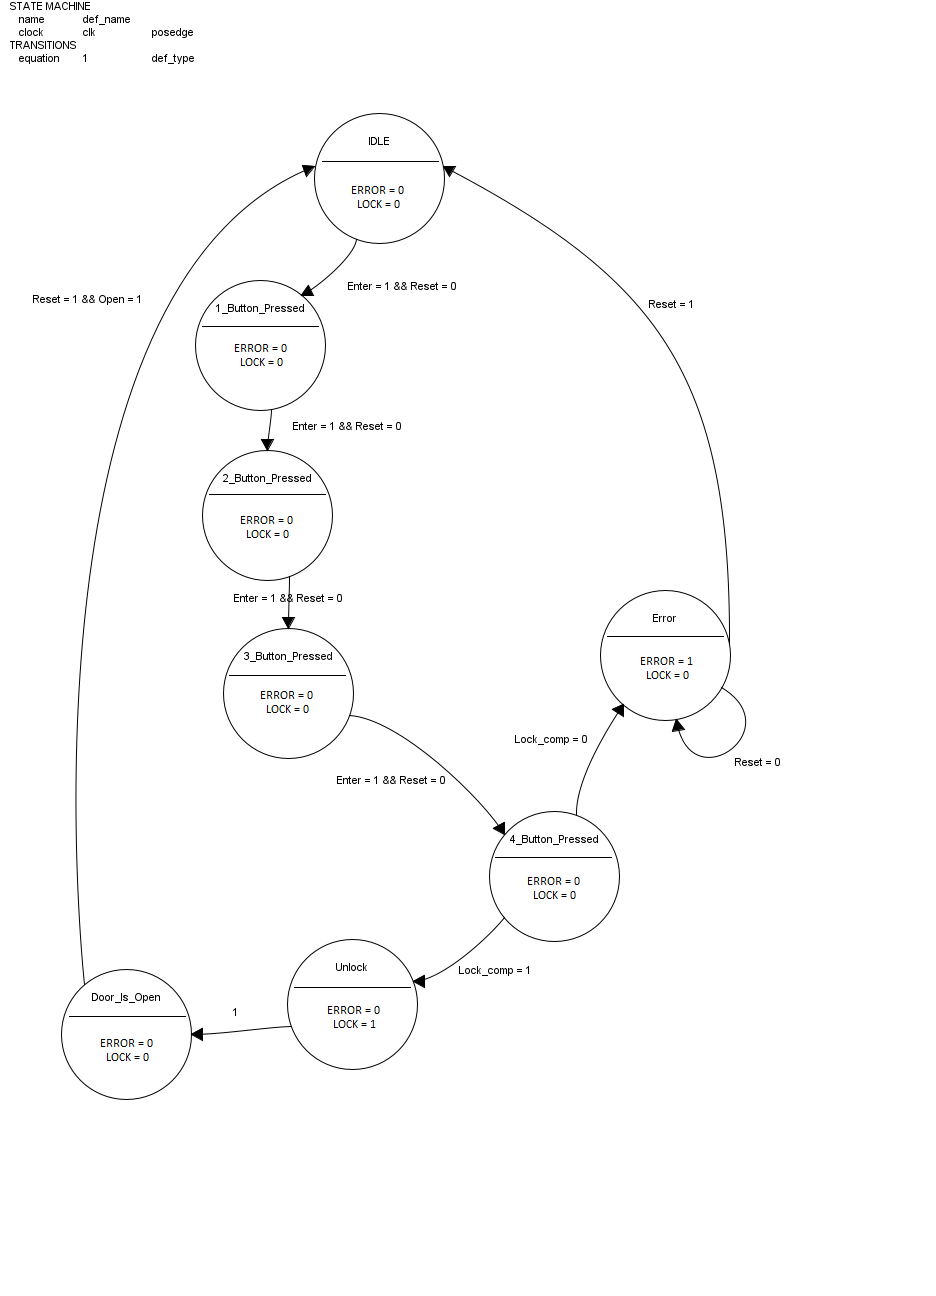 STATE MACHINE
name def_name
clock clk posedge
TRANSITIONS
equation 1 def_type
IDLE
ERROR = 0
LOCK = 0
Reset = 1 && Open = 1
Enter = 1 && Reset = 0
Reset = 1
1_Button_Pressed
ERROR = 0
LOCK = 0
Enter = 1 && Reset = 0
2_Button_Pressed
ERROR = 0
LOCK = 0
Enter = 1 && Reset = 0
3_Button_Pressed
ERROR = 0
LOCK = 0
Error
ERROR = 1
LOCK = 0
Lock_comp = 0
Reset = 0
Enter = 1 && Reset = 0
4_Button_Pressed
ERROR = 0
LOCK = 0
Lock_comp = 1
Unlock
ERROR = 0
LOCK = 1
1
Door_Is_Open
ERROR = 0
LOCK = 0